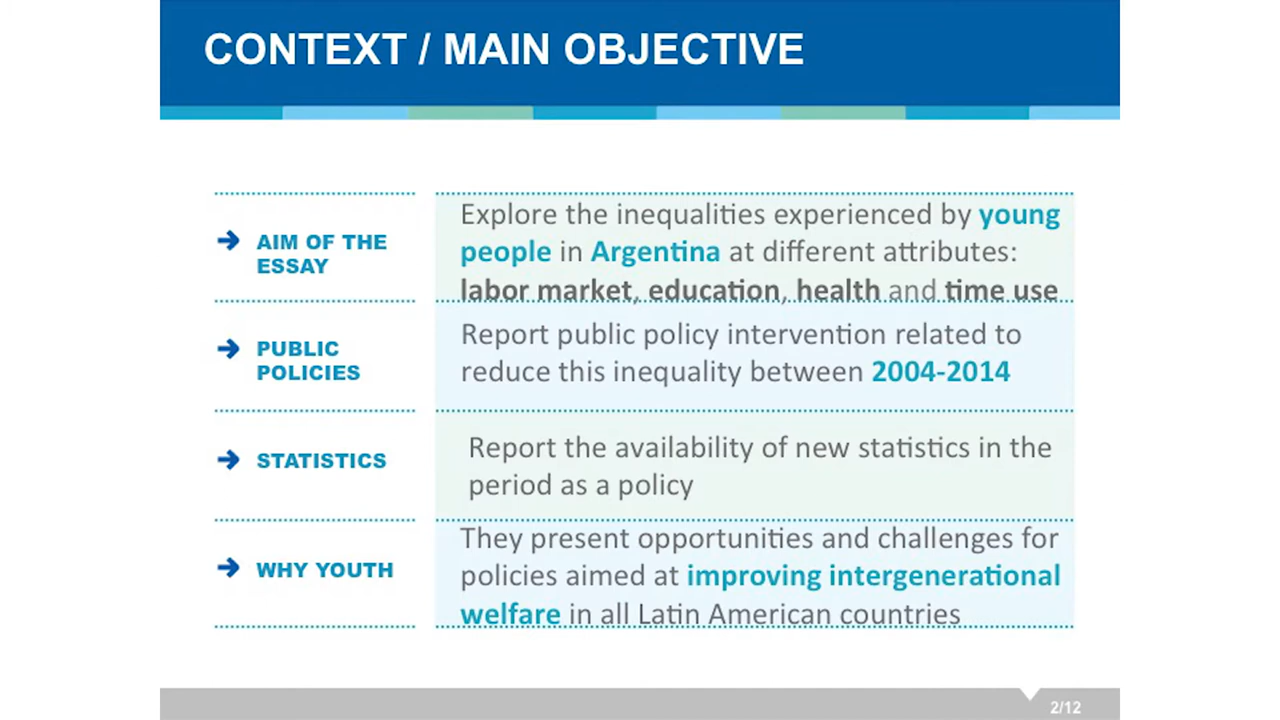 CONTEXT / MAIN OBJECTIVE
AIM OF THE
ESSAY
Explore the inequalities experienced by young
people in Argentina at different attributes:
labor market, education, health and time use
PUBLIC
POLICIES
Report public policy intervention related to
reduce this inequality between 2004-2014
STATISTICS
Report the availability of new statistics in the
period as a policy
WHY YOUTH
They present opportunities and challenges for
policies aimed at improving intergenerational
welfare in all Latin American countries
2/12